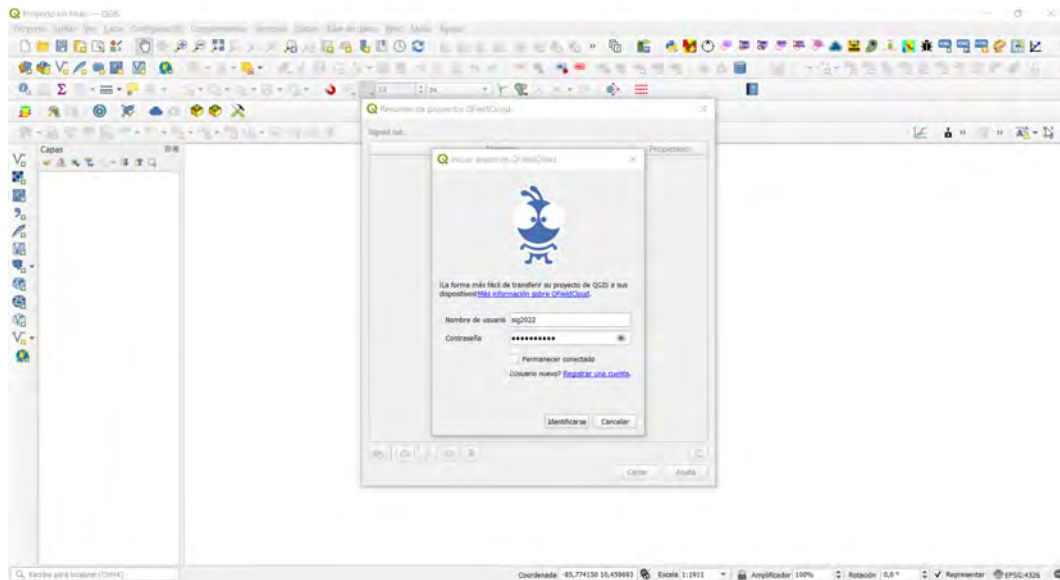 Proyecto sin título — QGIS
Resumen de proyectos QFieldCloud
Signed out.
Propietario
Capas
Iniciar sesión en QFieldCloud
¡La forma más fácil de transferir su proyecto de QGIS a sus
dispositivos!Más información sobre QFieldCloud.
Nombre de usuario sig2022
Contraseña ●●●●●●●●●●
Permanecer conectado
¿Usuario nuevo? Registrar una cuenta.
Identificarse Cancelar
Cerrar Ayuda
Escribe para localizar (Ctrl+K)
Coordenada -85,774150 10,459693 Escala 1:1911 Amplificador 100% Rotación 0,0 ° Representar EPSG:4326